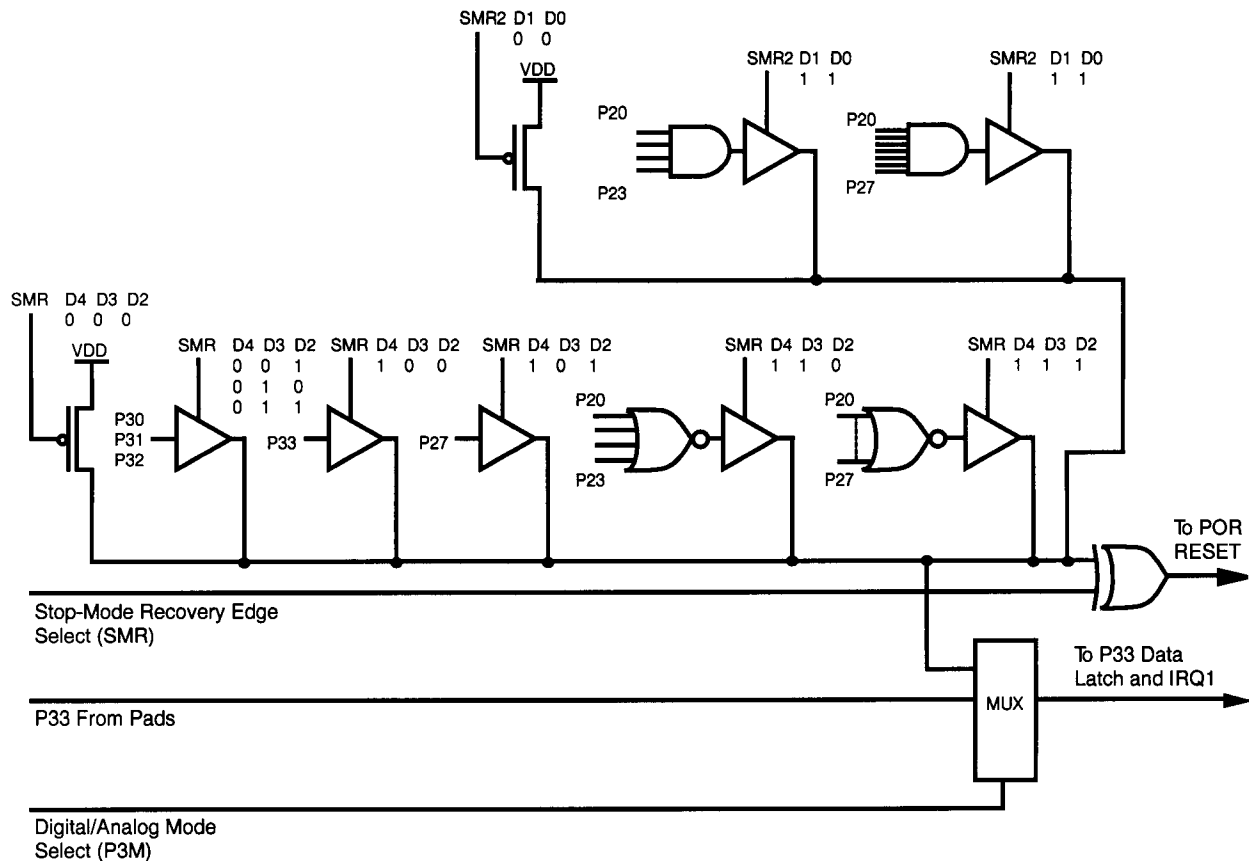 SMR2 D1 D0
0 0
VDD
SMR2 D1 D0
1 1
P20
P23
SMR2 D1 D0
1 1
P20
P27
SMR D4 D3 D2
0 0 0
VDD
P30
P31
P32
SMR D4 D3 D2
0 0 1
0 1 0
0 1 1
P33
SMR D4 D3 D2
1 0 0
P27
SMR D4 D3 D2
1 0 1
P20
P23
SMR D4 D3 D2
1 1 0
P20
P27
SMR D4 D3 D2
1 1 1
To POR
RESET
Stop-Mode Recovery Edge
Select (SMR)
To P33 Data
Latch and IRQ1
MUX
P33 From Pads
Digital/Analog Mode
Select (P3M)